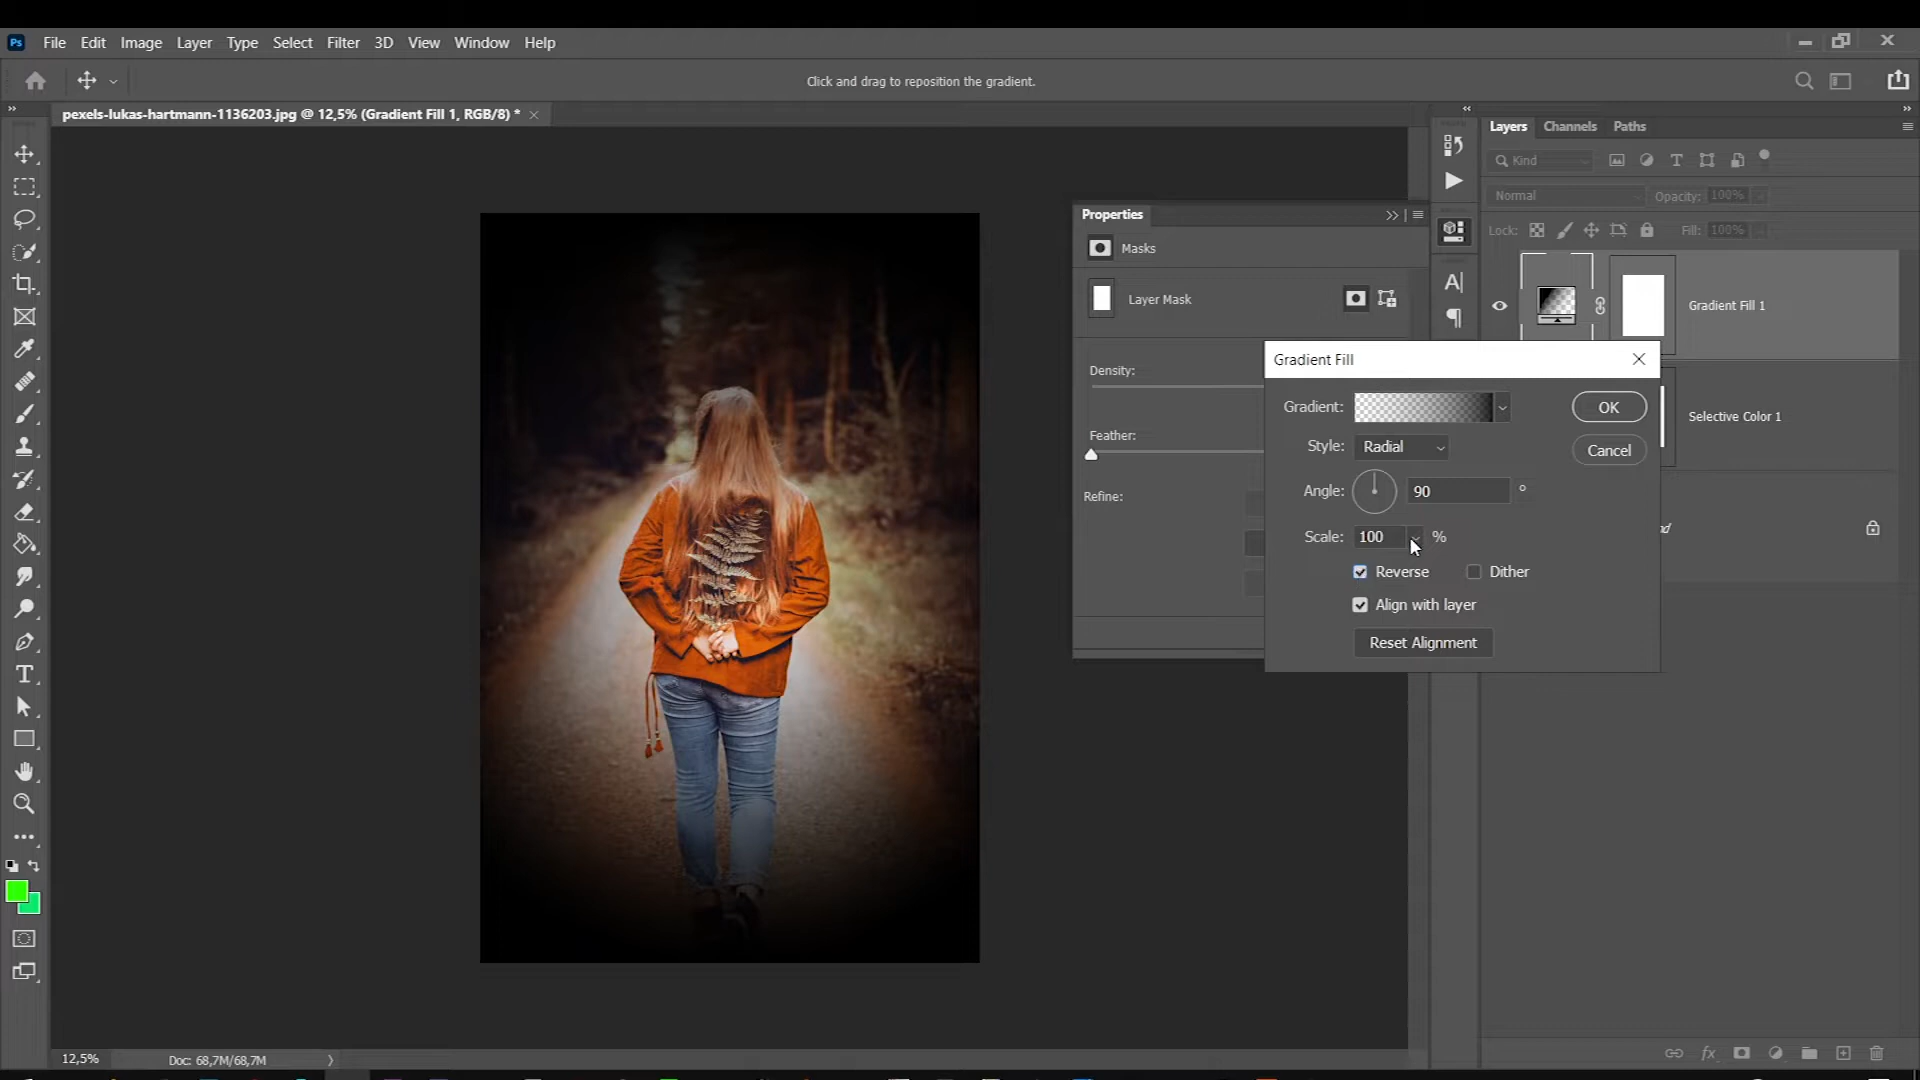 Ps File Edit Image Layer Type Select Filter 3D View Window Help
Click and drag to reposition the gradient.
pexels-lukas-hartmann-1136203.jpg @ 12,5% (Gradient Fill 1, RGB/8) *
Layers Channels Paths
Kind
Normal Opacity: 100%
Lock: Fill: 100%
Gradient Fill 1
Selective Color 1
Properties
Masks
Layer Mask
Density:
Feather:
Refine:
Gradient Fill
Gradient: OK
Style: Radial Cancel
Angle: 90 °
Scale: 100 %
Reverse Dither
Align with layer
Reset Alignment
12,5% Doc: 68,7M/68,7M